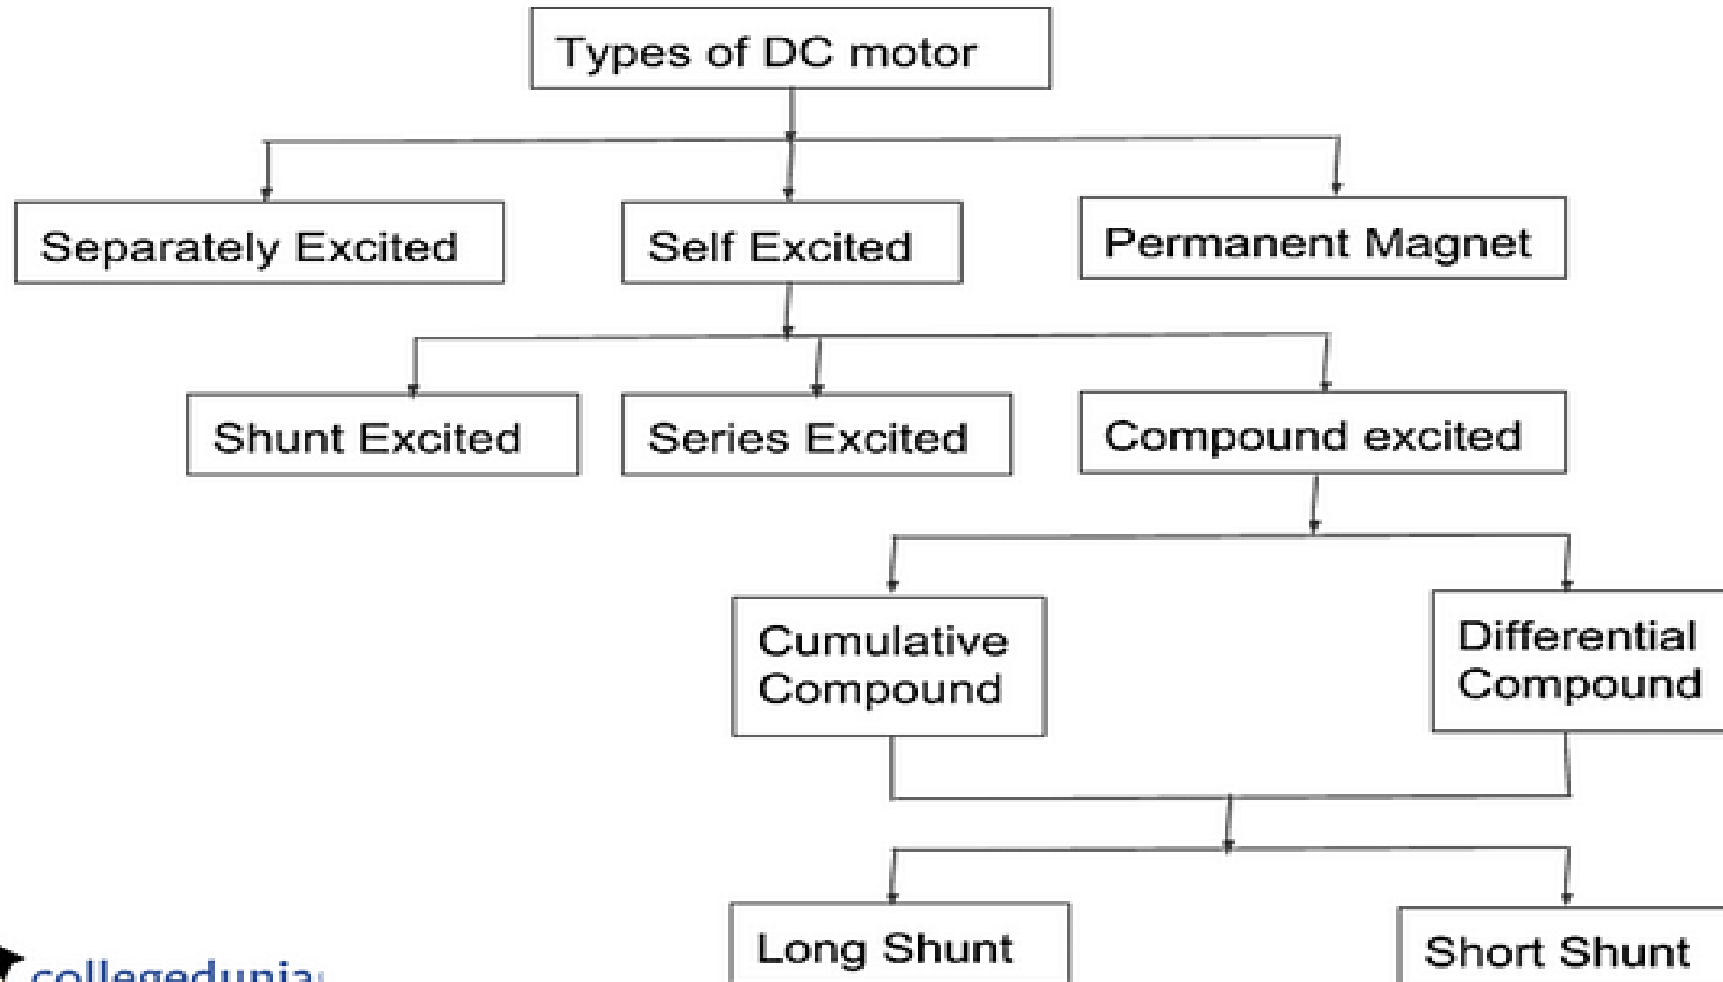 Types of DC motor
Separately Excited
Self Excited
Permanent Magnet
Shunt Excited
Series Excited
Compound excited
Cumulative
Compound
Differential
Compound
Long Shunt
Short Shunt
collegedunia